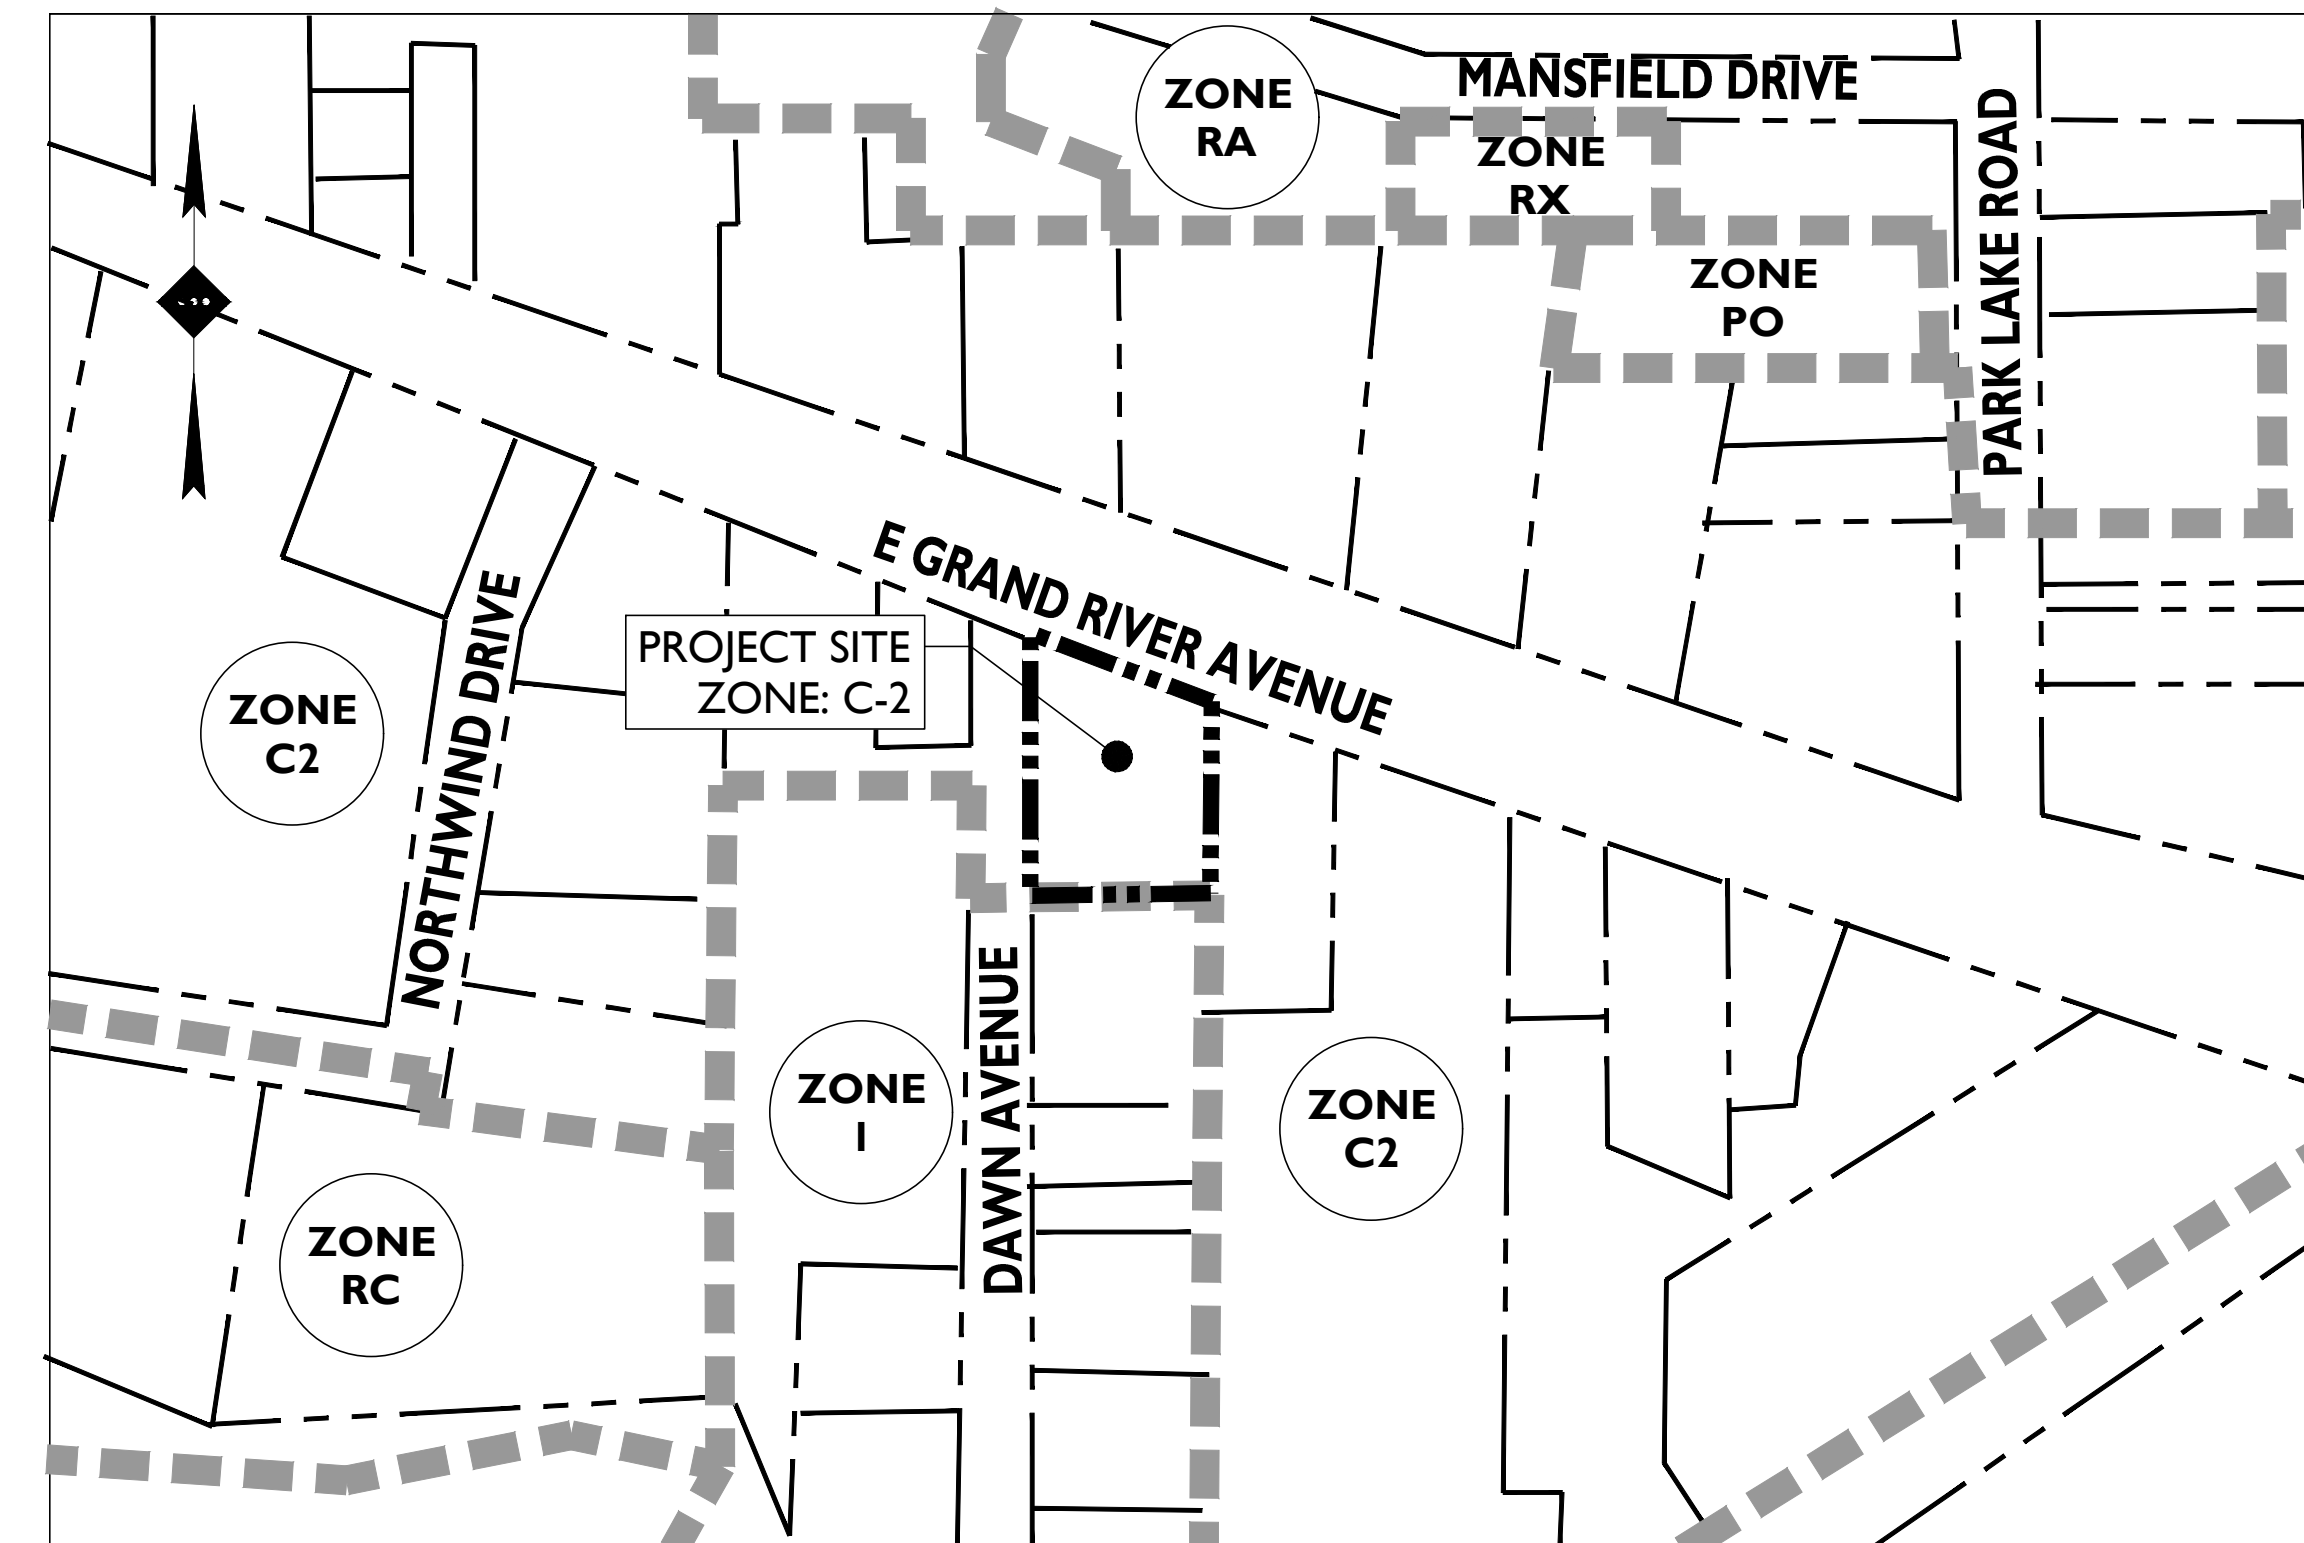 MANSFIELD DRIVE
ZONE
RA
ZONE
RX
PARK LAKE ROAD
ZONE
PO
E GRAND RIVER AVENUE
NORTHWIND DRIVE
PROJECT SITE
ZONE: C-2
ZONE
C2
DAWN AVENUE
ZONE
I
ZONE
C2
ZONE
RC